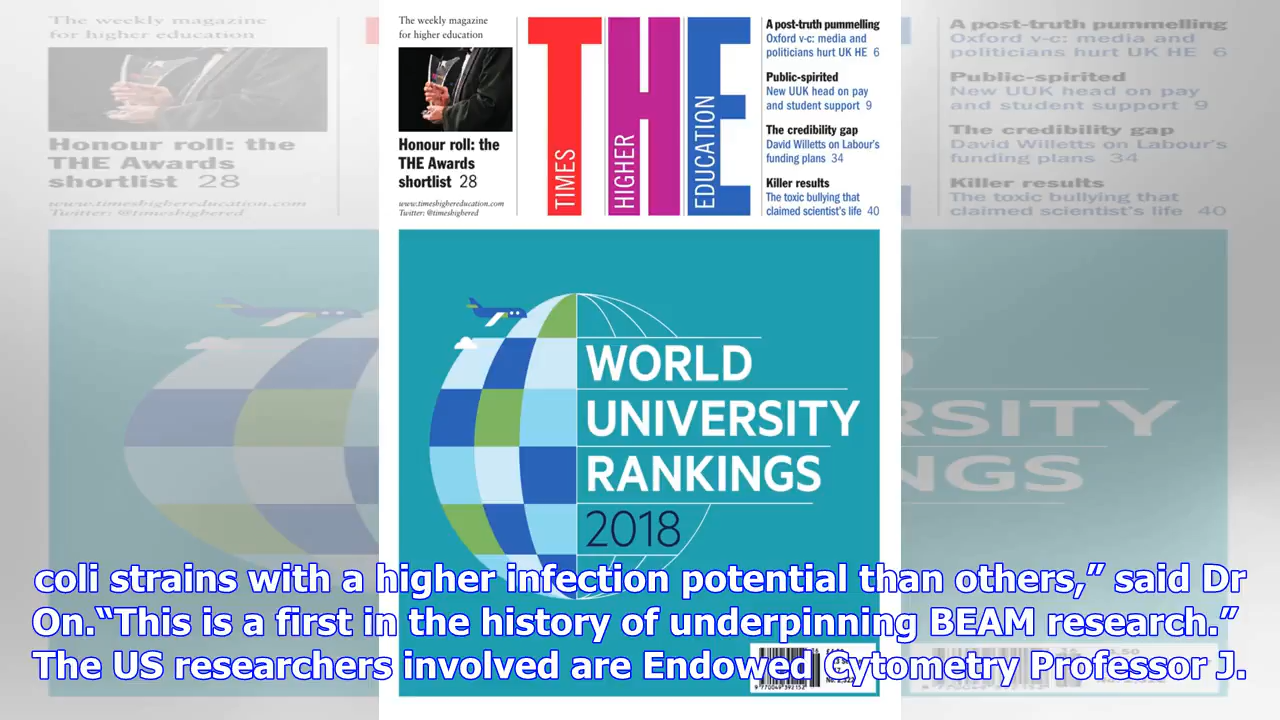 The weekly magazine
for higher education
Honour roll: the
THE Awards
shortlist 28
www.timeshighereducation.com
Twitter: @timeshighered
THE
TIMES
HIGHER
EDUCATION
A post-truth pummelling
Oxford v-c: media and
politicians hurt UK HE 6
Public-spirited
New UUK head on pay
and student support 9
The credibility gap
David Willetts on Labour's
funding plans 34
Killer results
The toxic bullying that
claimed scientist's life 40
WORLD
UNIVERSITY
RANKINGS
2018
coli strains with a higher infection potential than others,” said Dr
On.“This is a first in the history of underpinning BEAM research.”
The US researchers involved are Endowed Cytometry Professor J.
9 770049 392152